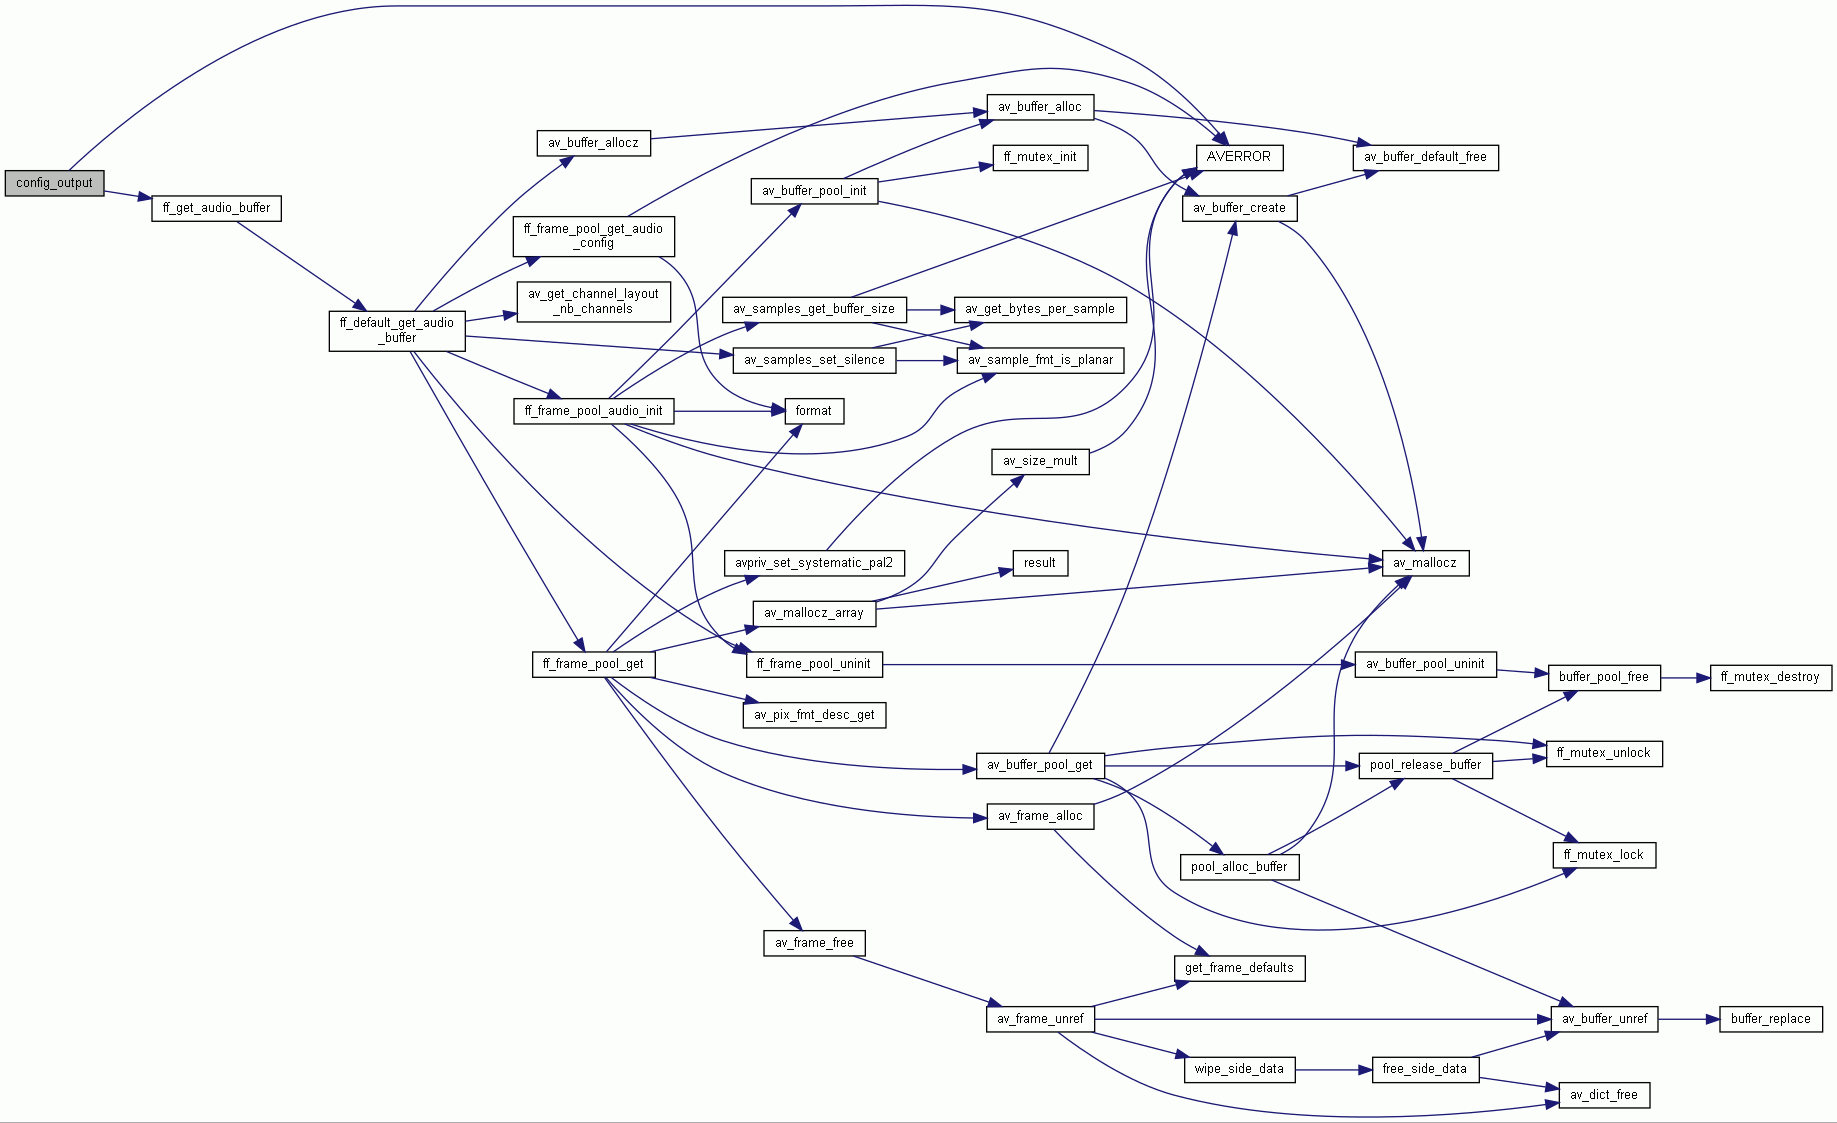 config_output
ff_get_audio_buffer
ff_default_get_audio
_buffer
av_buffer_allocz
ff_frame_pool_get_audio
_config
av_get_channel_layout
_nb_channels
ff_frame_pool_audio_init
ff_frame_pool_get
av_buffer_pool_init
av_samples_get_buffer_size
av_samples_set_silence
format
avpriv_set_systematic_pal2
av_mallocz_array
ff_frame_pool_uninit
av_pix_fmt_desc_get
av_frame_free
av_buffer_alloc
ff_mutex_init
av_get_bytes_per_sample
av_sample_fmt_is_planar
av_size_mult
result
av_buffer_pool_get
av_frame_alloc
av_frame_unref
AVERROR
av_buffer_create
pool_alloc_buffer
get_frame_defaults
wipe_side_data
av_buffer_default_free
av_mallocz
av_buffer_pool_uninit
pool_release_buffer
free_side_data
buffer_pool_free
ff_mutex_unlock
ff_mutex_lock
av_buffer_unref
av_dict_free
ff_mutex_destroy
buffer_replace